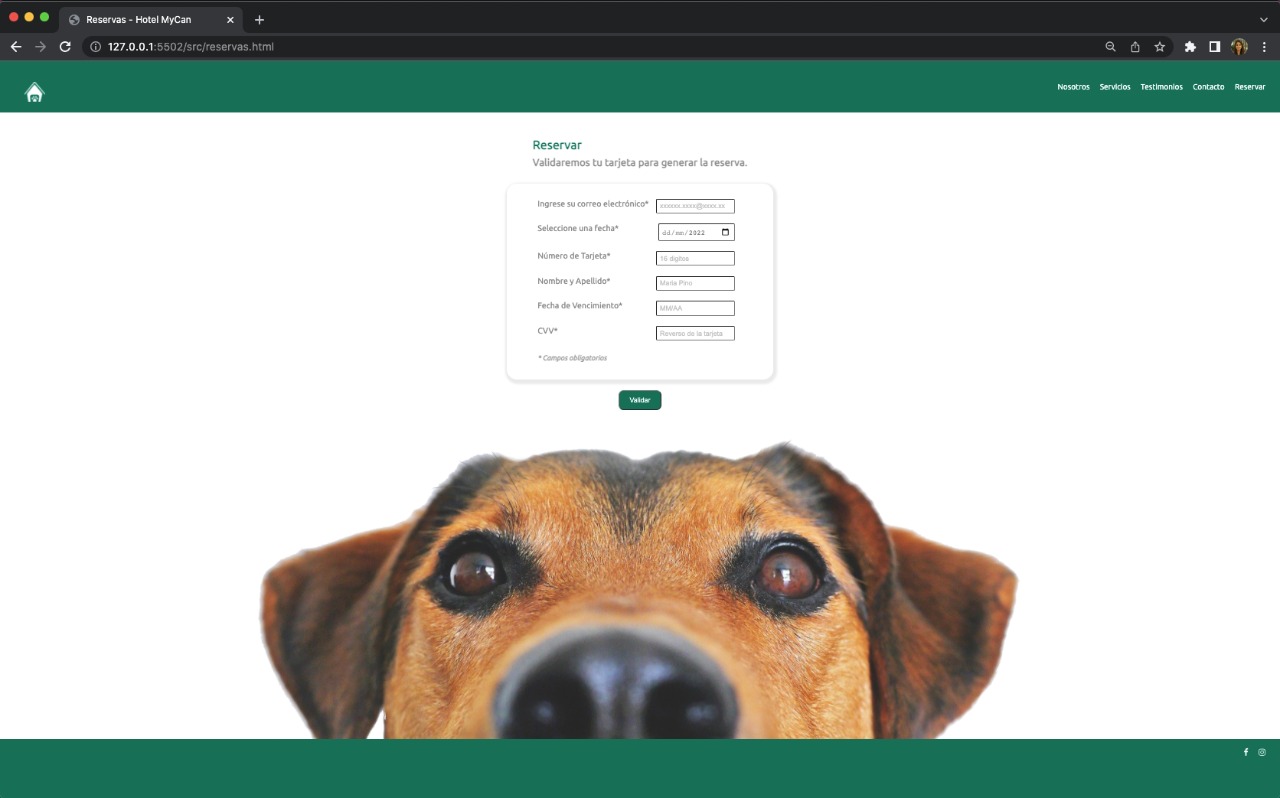 Reservas - Hotel MyCan
127.0.0.1:5502/src/reservas.html
Nosotros Servicios Testimonios Contacto Reservar
Reservar
Validaremos tu tarjeta para generar la reserva.
Ingrese su correo electrónico* xxxxxx.xxxx@xxxx.xx
Seleccione una fecha* dd/mm/2022
Número de Tarjeta* 16 digitos
Nombre y Apellido* Maria Pino
Fecha de Vencimiento* MM/AA
CVV* Reverso de la tarjeta
* Campos obligatorios
Validar